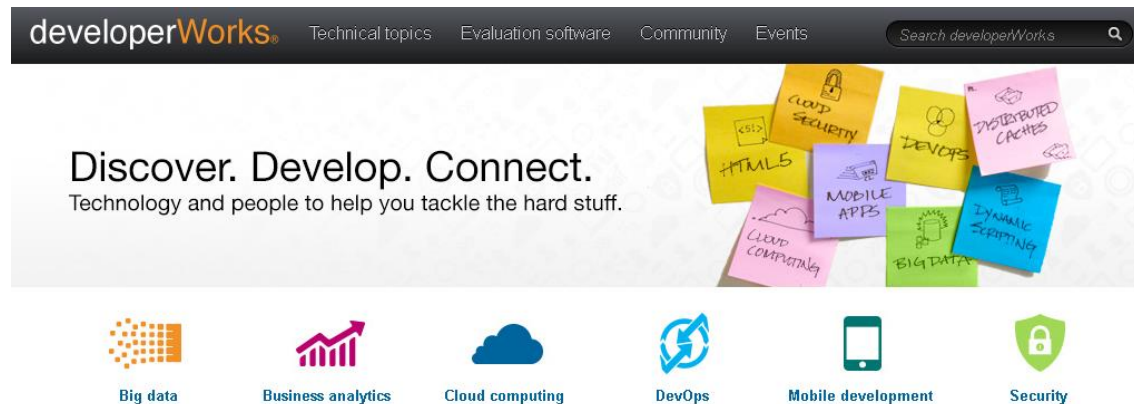 developerWorks® Technical topics Evaluation software Community Events Search developerWorks
Discover. Develop. Connect.
Technology and people to help you tackle the hard stuff.
<5!>
HTML5
CLOUD
SECURITY
DEVOPS
DISTRIBUTED
CACHES
MOBILE
APPS
CLOUD
COMPUTING
BIG DATA
DYNAMIC
SCRIPTING
Big data Business analytics Cloud computing DevOps Mobile development Security